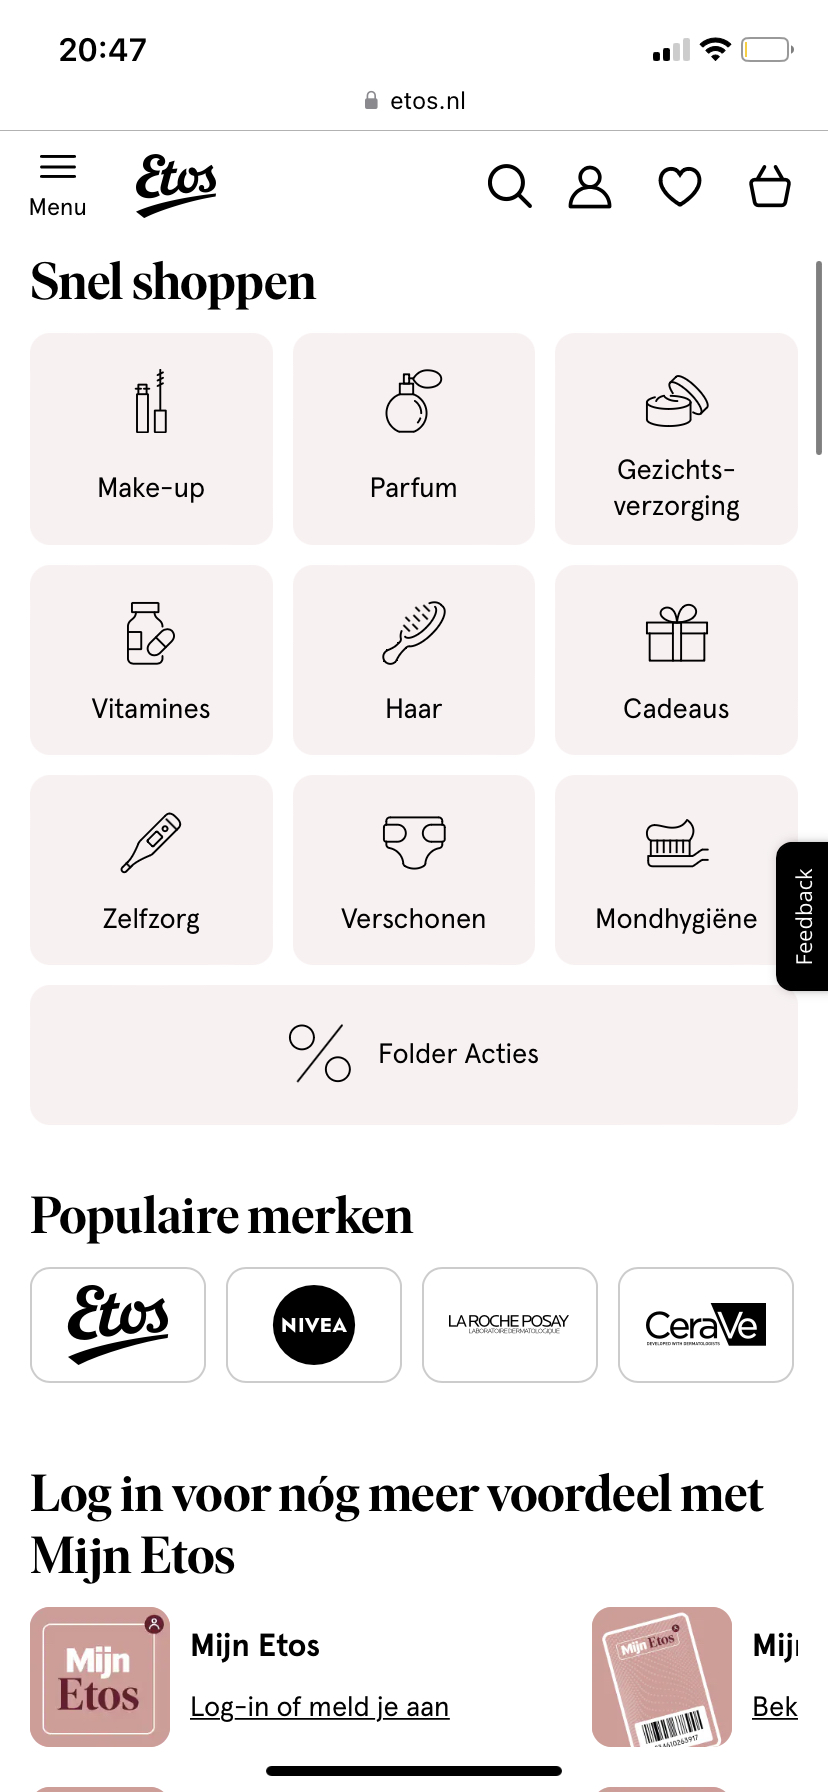 20:47
etos.nl
Menu
Etos
Snel shoppen
Make-up
Parfum
Gezichts-
verzorging
Vitamines
Haar
Cadeaus
Zelfzorg
Verschonen
Mondhygiëne
Feedback
Folder Acties
Populaire merken
Etos
NIVEA
LA ROCHE POSAY
LABORATOIRE DERMATOLOGIQUE
CeraVe
DEVELOPED WITH DERMATOLOGISTS
Log in voor nóg meer voordeel met
Mijn Etos
Mijn
Etos
Mijn Etos
Log-in of meld je aan
Mijn Etos
Mij
Bek